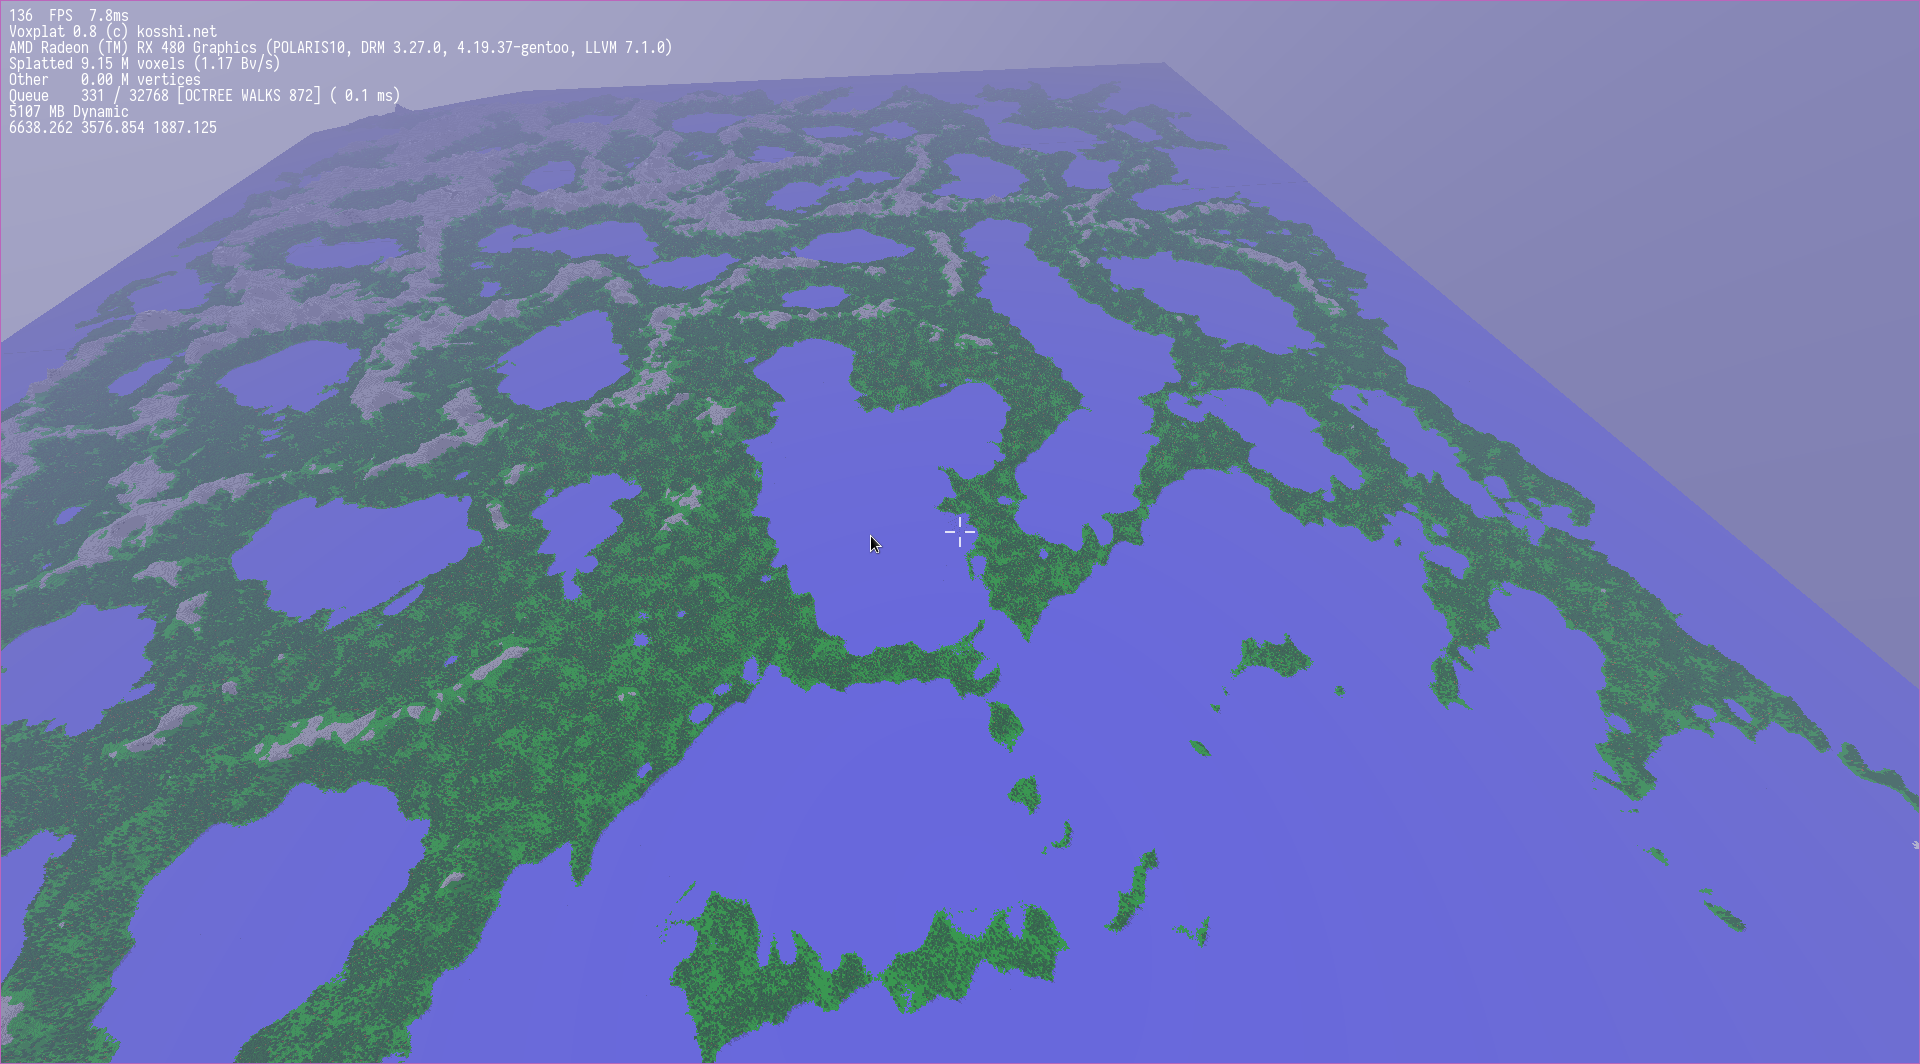 136  FPS  7.8ms
Voxplat 0.8 (c) kosshi.net
AMD Radeon (TM) RX 480 Graphics (POLARIS10, DRM 3.27.0, 4.19.37-gentoo, LLVM 7.1.0)
Splatted 9.15 M voxels (1.17 Bv/s)
Other    0.00 M vertices
Queue    331 / 32768 [OCTREE WALKS 872] ( 0.1 ms)
5107 MB Dynamic
6638.262 3576.854 1887.125